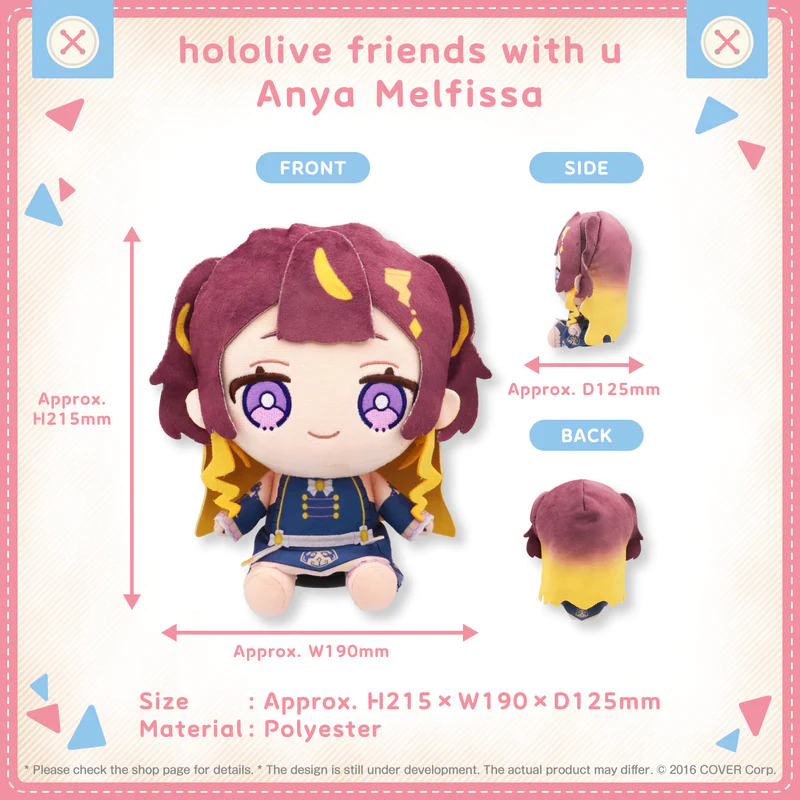 hololive friends with u
Anya Melfissa
FRONT
SIDE
Approx.
H215mm
Approx. D125mm
BACK
Approx. W190mm
Size : Approx. H215×W190×D125mm
Material : Polyester
* Please check the shop page for details. * The design is still under development. The actual product may differ. © 2016 COVER Corp.